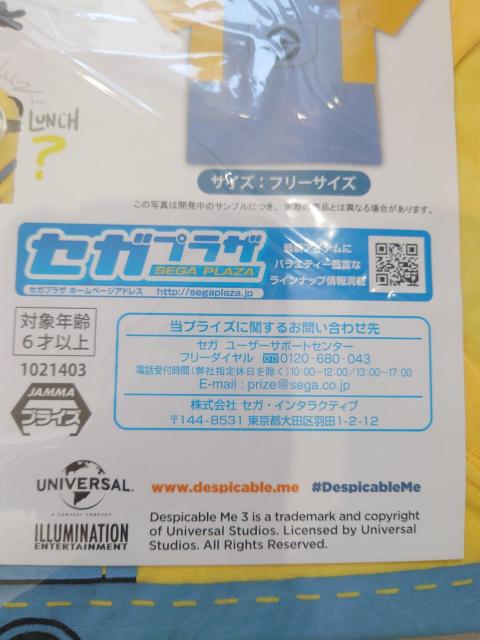 LUNCH
?
サイズ：フリーサイズ
この写真は開発中のサンプルにつき、実際の商品とは異なる場合があります。
セガプラザ
SEGA PLAZA
セガプラザ ホームページアドレス http://segaplaza.jp
最新アイテムに
バラエティー豊富な
ラインナップ情報満載
対象年齢
6才以上
1021403
JAMMA
プライズ
当プライズに関するお問い合わせ先
セガ ユーザーサポートセンター
フリーダイヤル 0120-680-043
電話受付時間（弊社指定休日を除く）10:00~12:00/13:00~17:00
E-mail : prize@sega.co.jp
株式会社 セガ・インタラクティブ
〒144-8531 東京都大田区羽田1-2-12
UNIVERSAL
A COMCAST COMPANY
ILLUMINATION
ENTERTAINMENT
www.despicable.me #DespicableMe
Despicable Me 3 is a trademark and copyright
of Universal Studios. Licensed by Universal
Studios. All Rights Reserved.